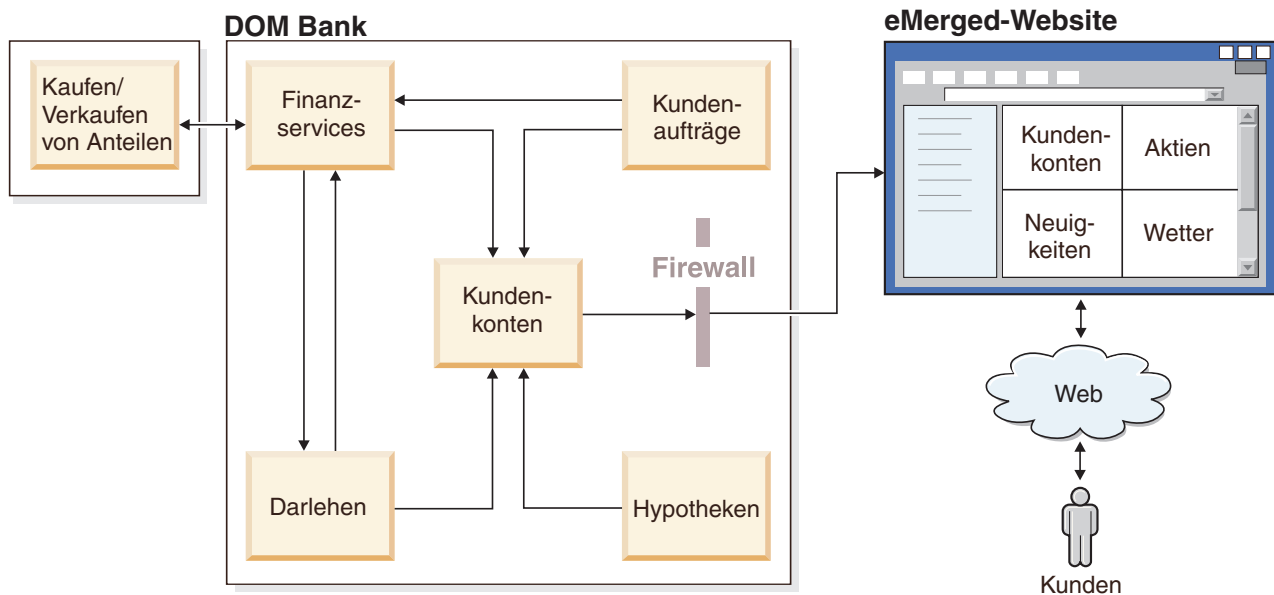 DOM Bank
eMerged-Website
Kaufen/
Verkaufen
von Anteilen
Finanz-
services
Kunden-
aufträge
Kunden-
konten
Aktien
Neuig-
keiten
Wetter
Firewall
Kunden-
konten
Web
Darlehen
Hypotheken
Kunden